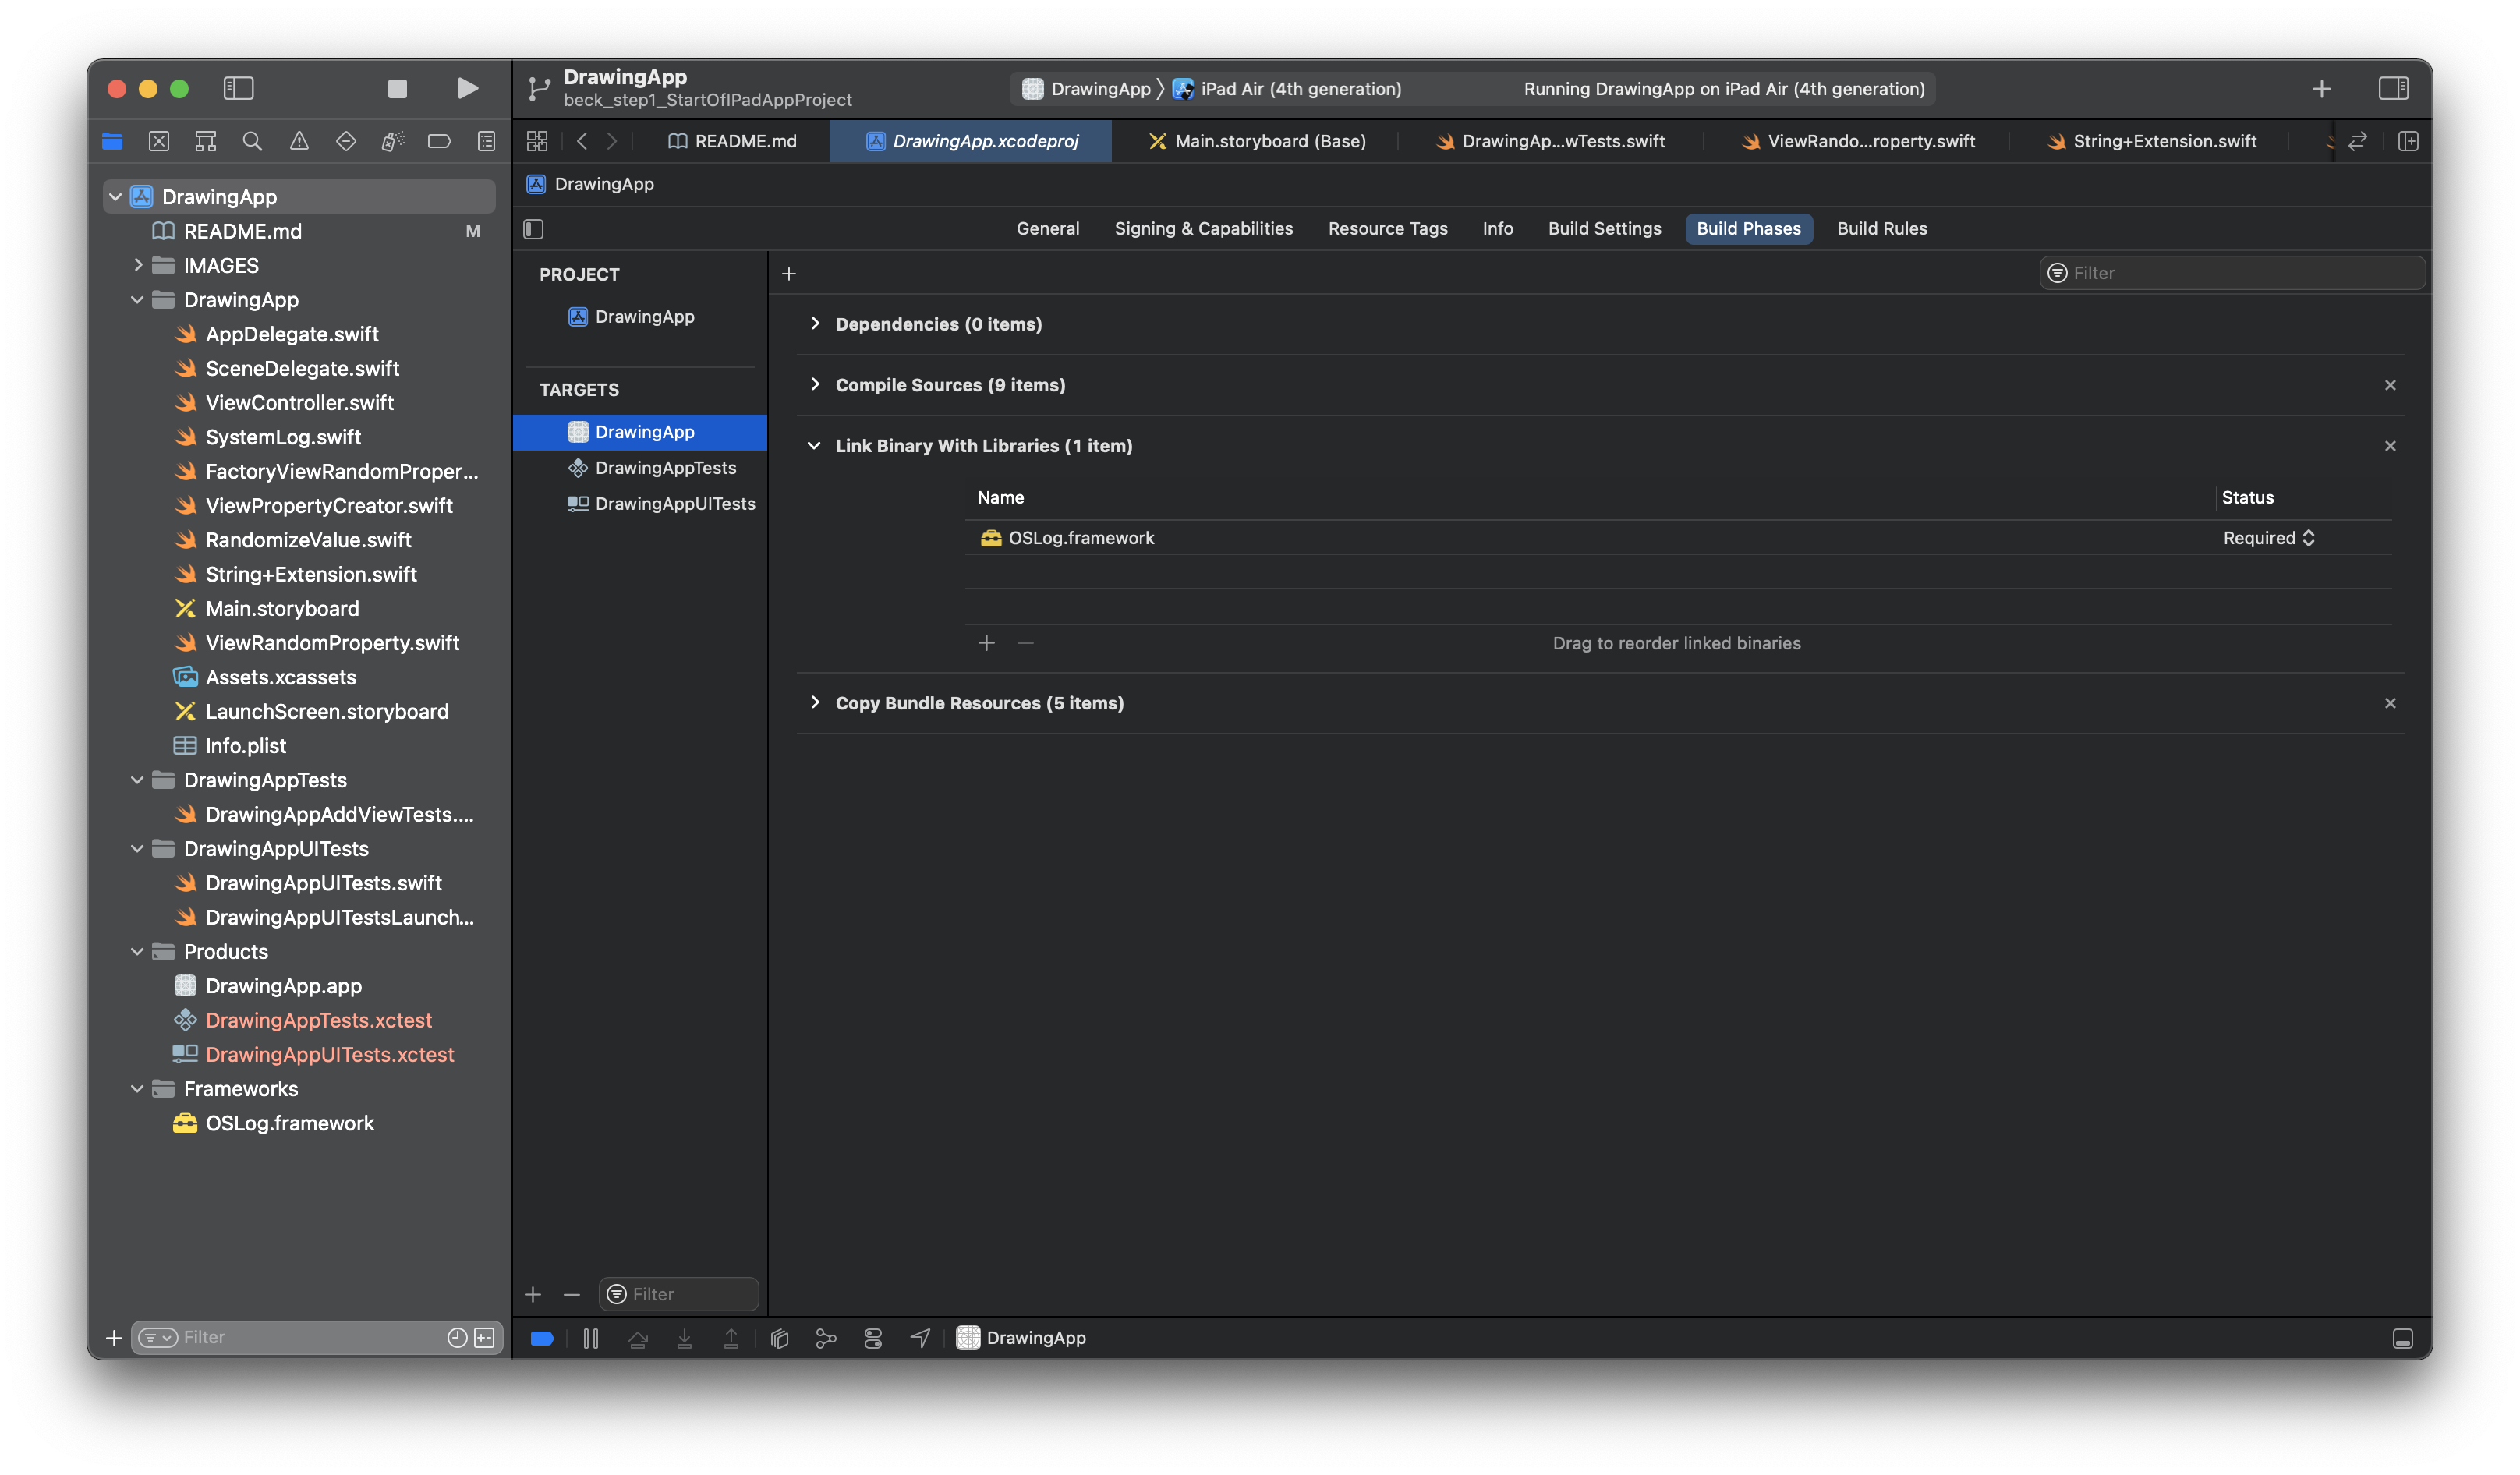 DrawingApp
beck_step1_StartOfIPadAppProject
DrawingApp
iPad Air (4th generation)
Running DrawingApp on iPad Air (4th generation)
README.md
DrawingApp.xcodeproj
Main.storyboard (Base)
DrawingAp...wTests.swift
ViewRando...roperty.swift
String+Extension.swift
DrawingApp
README.md
M
IMAGES
DrawingApp
AppDelegate.swift
SceneDelegate.swift
ViewController.swift
SystemLog.swift
FactoryViewRandomProper...
ViewPropertyCreator.swift
RandomizeValue.swift
String+Extension.swift
Main.storyboard
ViewRandomProperty.swift
Assets.xcassets
LaunchScreen.storyboard
Info.plist
DrawingAppTests
DrawingAppAddViewTests....
DrawingAppUITests
DrawingAppUITests.swift
DrawingAppUITestsLaunch...
Products
DrawingApp.app
DrawingAppTests.xctest
DrawingAppUITests.xctest
Frameworks
OSLog.framework
Filter
DrawingApp
General
Signing & Capabilities
Resource Tags
Info
Build Settings
Build Phases
Build Rules
PROJECT
DrawingApp
TARGETS
DrawingApp
DrawingAppTests
DrawingAppUITests
Filter
Filter
Dependencies (0 items)
Compile Sources (9 items)
Link Binary With Libraries (1 item)
Name
Status
OSLog.framework
Required
Drag to reorder linked binaries
Copy Bundle Resources (5 items)
DrawingApp